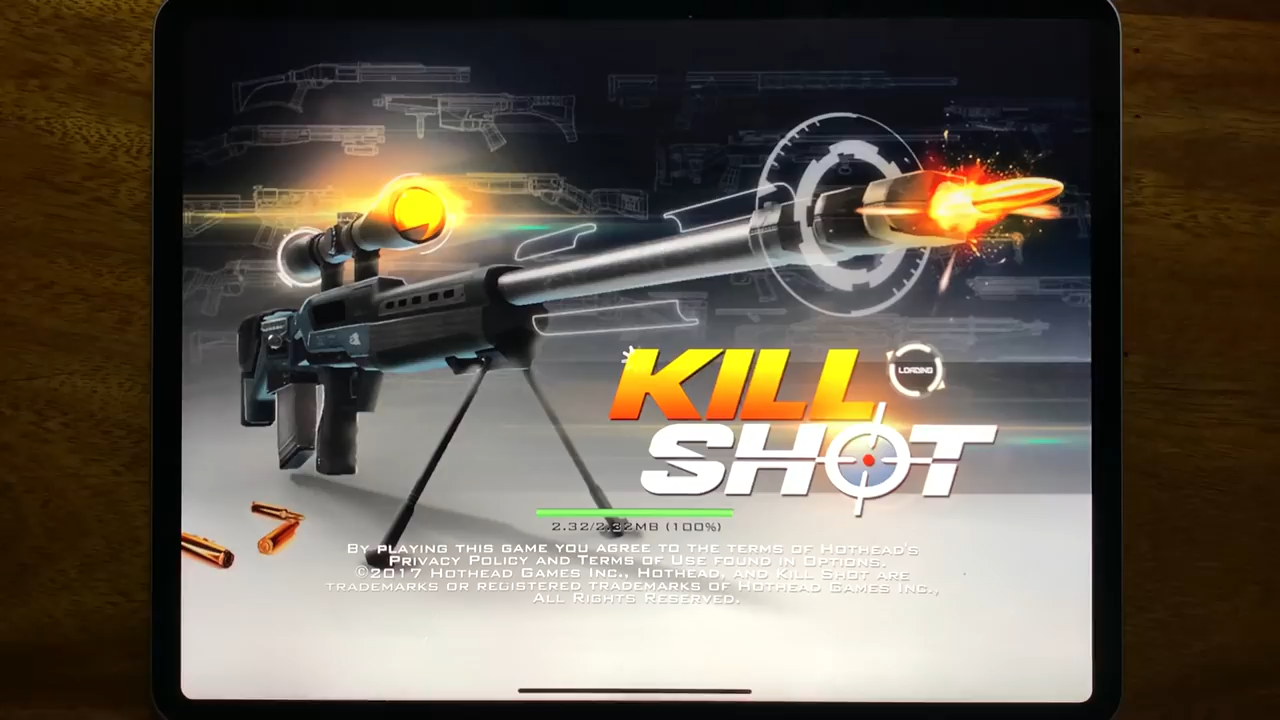 LOADING
KILL
SHOT
2.32/2.32MB (100%)
By playing this game you agree to the terms of Hothead's
Privacy Policy and Terms of Use found in Options.
©2017 Hothead Games Inc., Hothead, and Kill Shot are
trademarks or registered trademarks of Hothead Games Inc.,
All Rights Reserved.